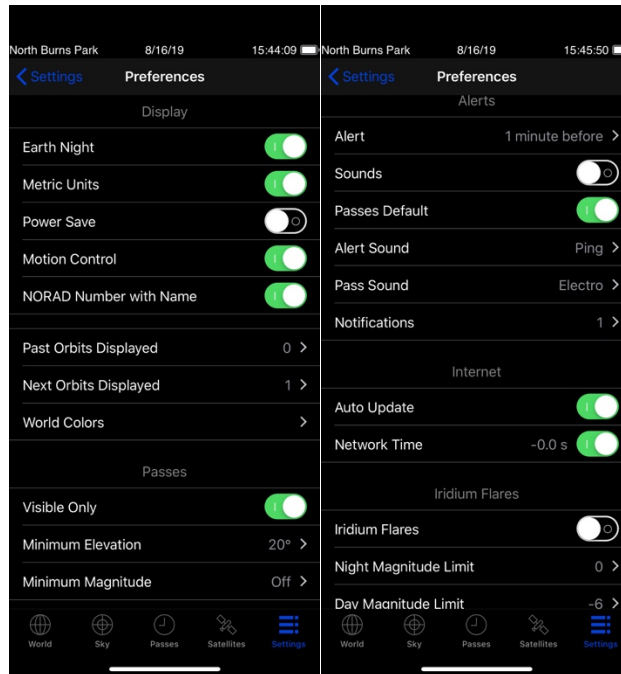 North Burns Park 8/16/19 15:44:09
Settings Preferences
Display
Earth Night
Metric Units
Power Save
Motion Control
NORAD Number with Name
Past Orbits Displayed 0
Next Orbits Displayed 1
World Colors
Passes
Visible Only
Minimum Elevation 20°
Minimum Magnitude Off
World Sky Passes Satellites Settings
North Burns Park 8/16/19 15:45:50
Settings Preferences
Alerts
Alert 1 minute before
Sounds
Passes Default
Alert Sound Ping
Pass Sound Electro
Notifications 1
Internet
Auto Update
Network Time -0.0 s
Iridium Flares
Iridium Flares
Night Magnitude Limit 0
Day Magnitude Limit -6
World Sky Passes Satellites Settings